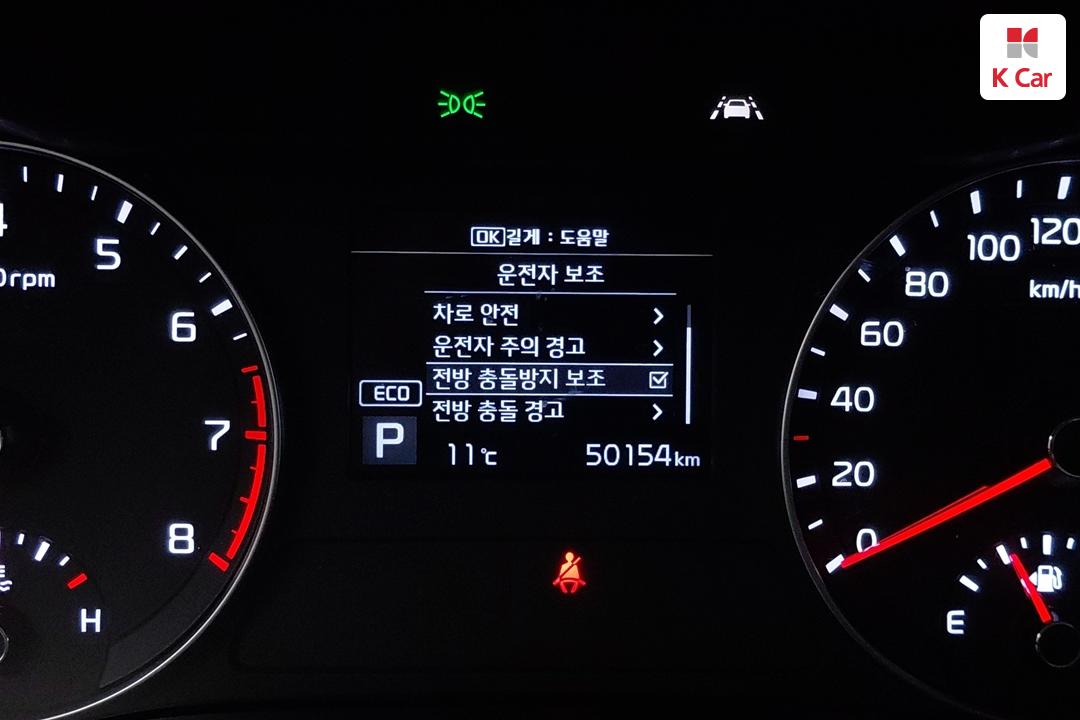 K Car
OK길게 : 도움말
운전자 보조
차로 안전
운전자 주의 경고
전방 충돌방지 보조
전방 충돌 경고
ECO
P
11℃
50154km
5
6
7
8
rpm
H
0
20
40
60
80
100
120
km/h
E